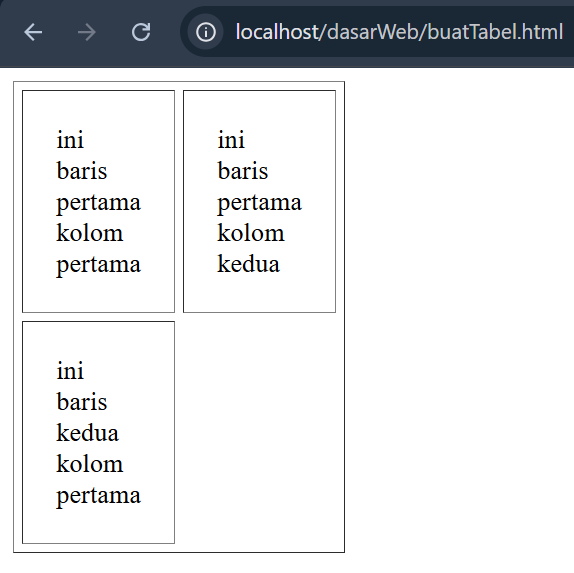 localhost/dasarWeb/buatTabel.html
ini
baris
pertama
kolom
pertama
ini
baris
pertama
kolom
kedua
ini
baris
kedua
kolom
pertama